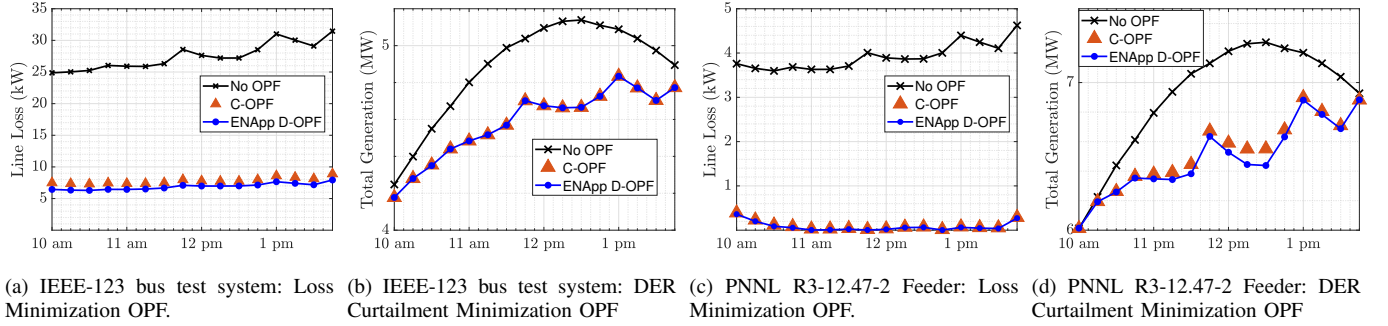 35
30
25
20
15
10
5
Line Loss (kW)
No OPF
C-OPF
ENApp D-OPF
10 am
11 am
12 pm
1 pm
(a) IEEE-123 bus test system: Loss
Minimization OPF.
5
4
Total Generation (MW)
No OPF
C-OPF
ENApp D-OPF
10 am
11 am
12 pm
1 pm
(b) IEEE-123 bus test system: DER
Curtailment Minimization OPF
5
4
3
2
1
Line Loss (kW)
No OPF
C-OPF
ENApp D-OPF
10 am
11 am
12 pm
1 pm
(c) PNNL R3-12.47-2 Feeder: Loss
Minimization OPF.
7
6
Total Generation (MW)
No OPF
C-OPF
ENApp D-OPF
10 am
11 pm
12 pm
1 pm
(d) PNNL R3-12.47-2 Feeder: DER
Curtailment Minimization OPF